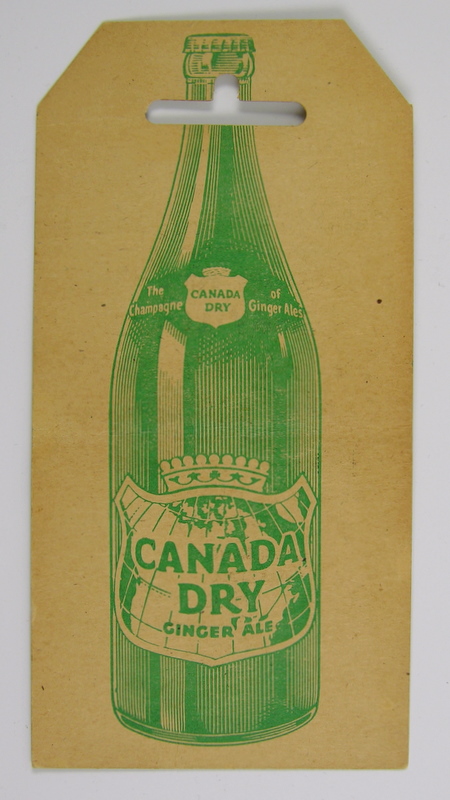 The Champagne
CANADA
DRY
of Ginger Ales
CANADA
DRY
GINGER ALE